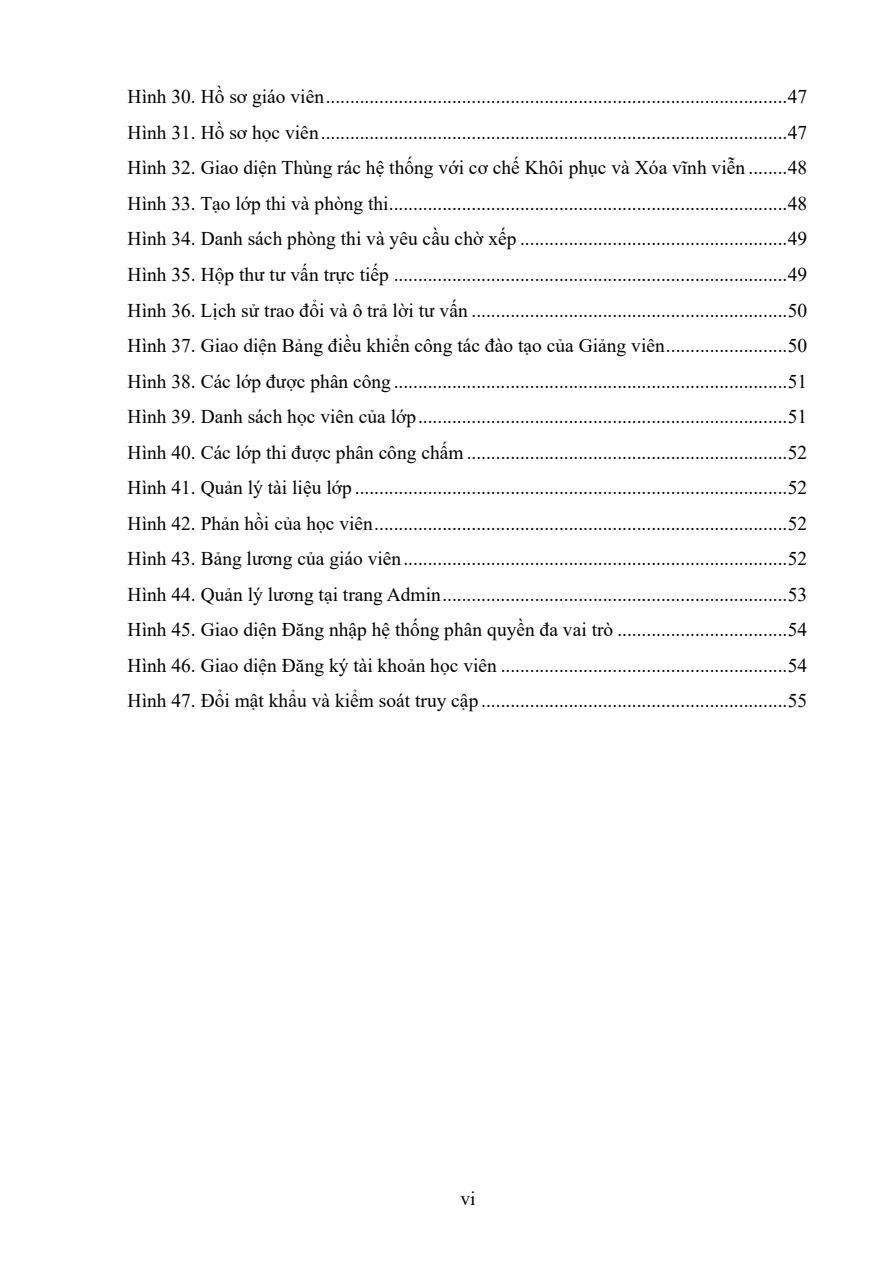 Hình 30. Hồ sơ giáo viên...............................................................................................47
Hình 31. Hồ sơ học viên................................................................................................47
Hình 32. Giao diện Thùng rác hệ thống với cơ chế Khôi phục và Xóa vĩnh viễn ........48
Hình 33. Tạo lớp thi và phòng thi..................................................................................48
Hình 34. Danh sách phòng thi và yêu cầu chờ xếp .......................................................49
Hình 35. Hộp thư tư vấn trực tiếp .................................................................................49
Hình 36. Lịch sử trao đổi và ô trả lời tư vấn .................................................................50
Hình 37. Giao diện Bảng điều khiển công tác đào tạo của Giảng viên.........................50
Hình 38. Các lớp được phân công .................................................................................51
Hình 39. Danh sách học viên của lớp............................................................................51
Hình 40. Các lớp thi được phân công chấm ..................................................................52
Hình 41. Quản lý tài liệu lớp .........................................................................................52
Hình 42. Phản hồi của học viên.....................................................................................52
Hình 43. Bảng lương của giáo viên...............................................................................52
Hình 44. Quản lý lương tại trang Admin.......................................................................53
Hình 45. Giao diện Đăng nhập hệ thống phân quyền đa vai trò ...................................54
Hình 46. Giao diện Đăng ký tài khoản học viên ...........................................................54
Hình 47. Đổi mật khẩu và kiểm soát truy cập ...............................................................55
vi